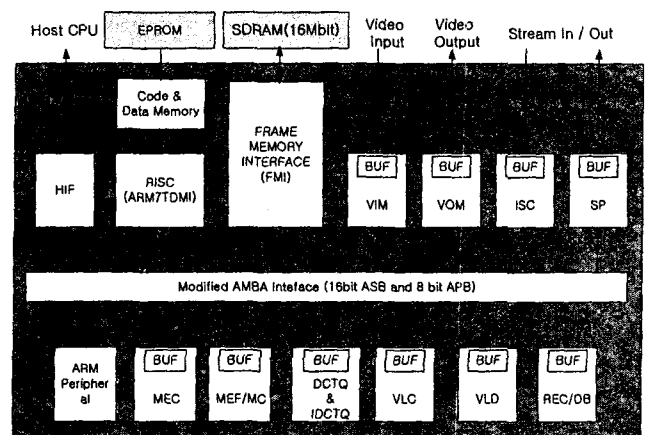 Host CPU
EPROM
SDRAM(16Mbit)
Video
Input
Video
Output
Stream In / Out
Code &
Data Memory
FRAME
MEMORY
INTERFACE
(FMI)
HIF
RISC
(ARM7TDMI)
BUF
VIM
BUF
VOM
BUF
ISC
BUF
SP
Modified AMBA Inteface (16bit ASB and 8 bit APB)
ARM
Peripher
al
BUF
MEC
BUF
MEF/MC
BUF
DCTQ
&
IDCTQ
BUF
VLC
BUF
VLD
BUF
REC/DB